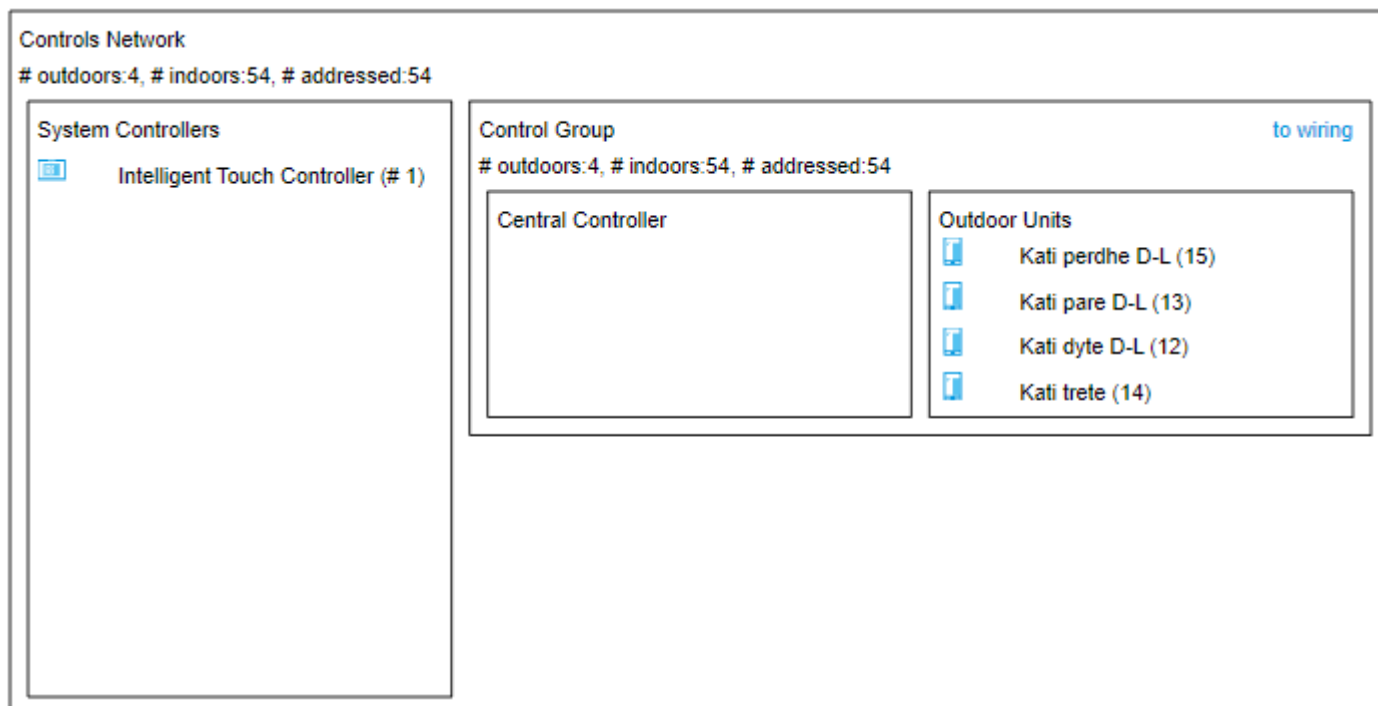 Controls Network
# outdoors:4, # indoors:54, # addressed:54
System Controllers
Intelligent Touch Controller (# 1)
Control Group
to wiring
# outdoors:4, # indoors:54, # addressed:54
Central Controller
Outdoor Units
Kati perdhe D-L (15)
Kati pare D-L (13)
Kati dyte D-L (12)
Kati trete (14)